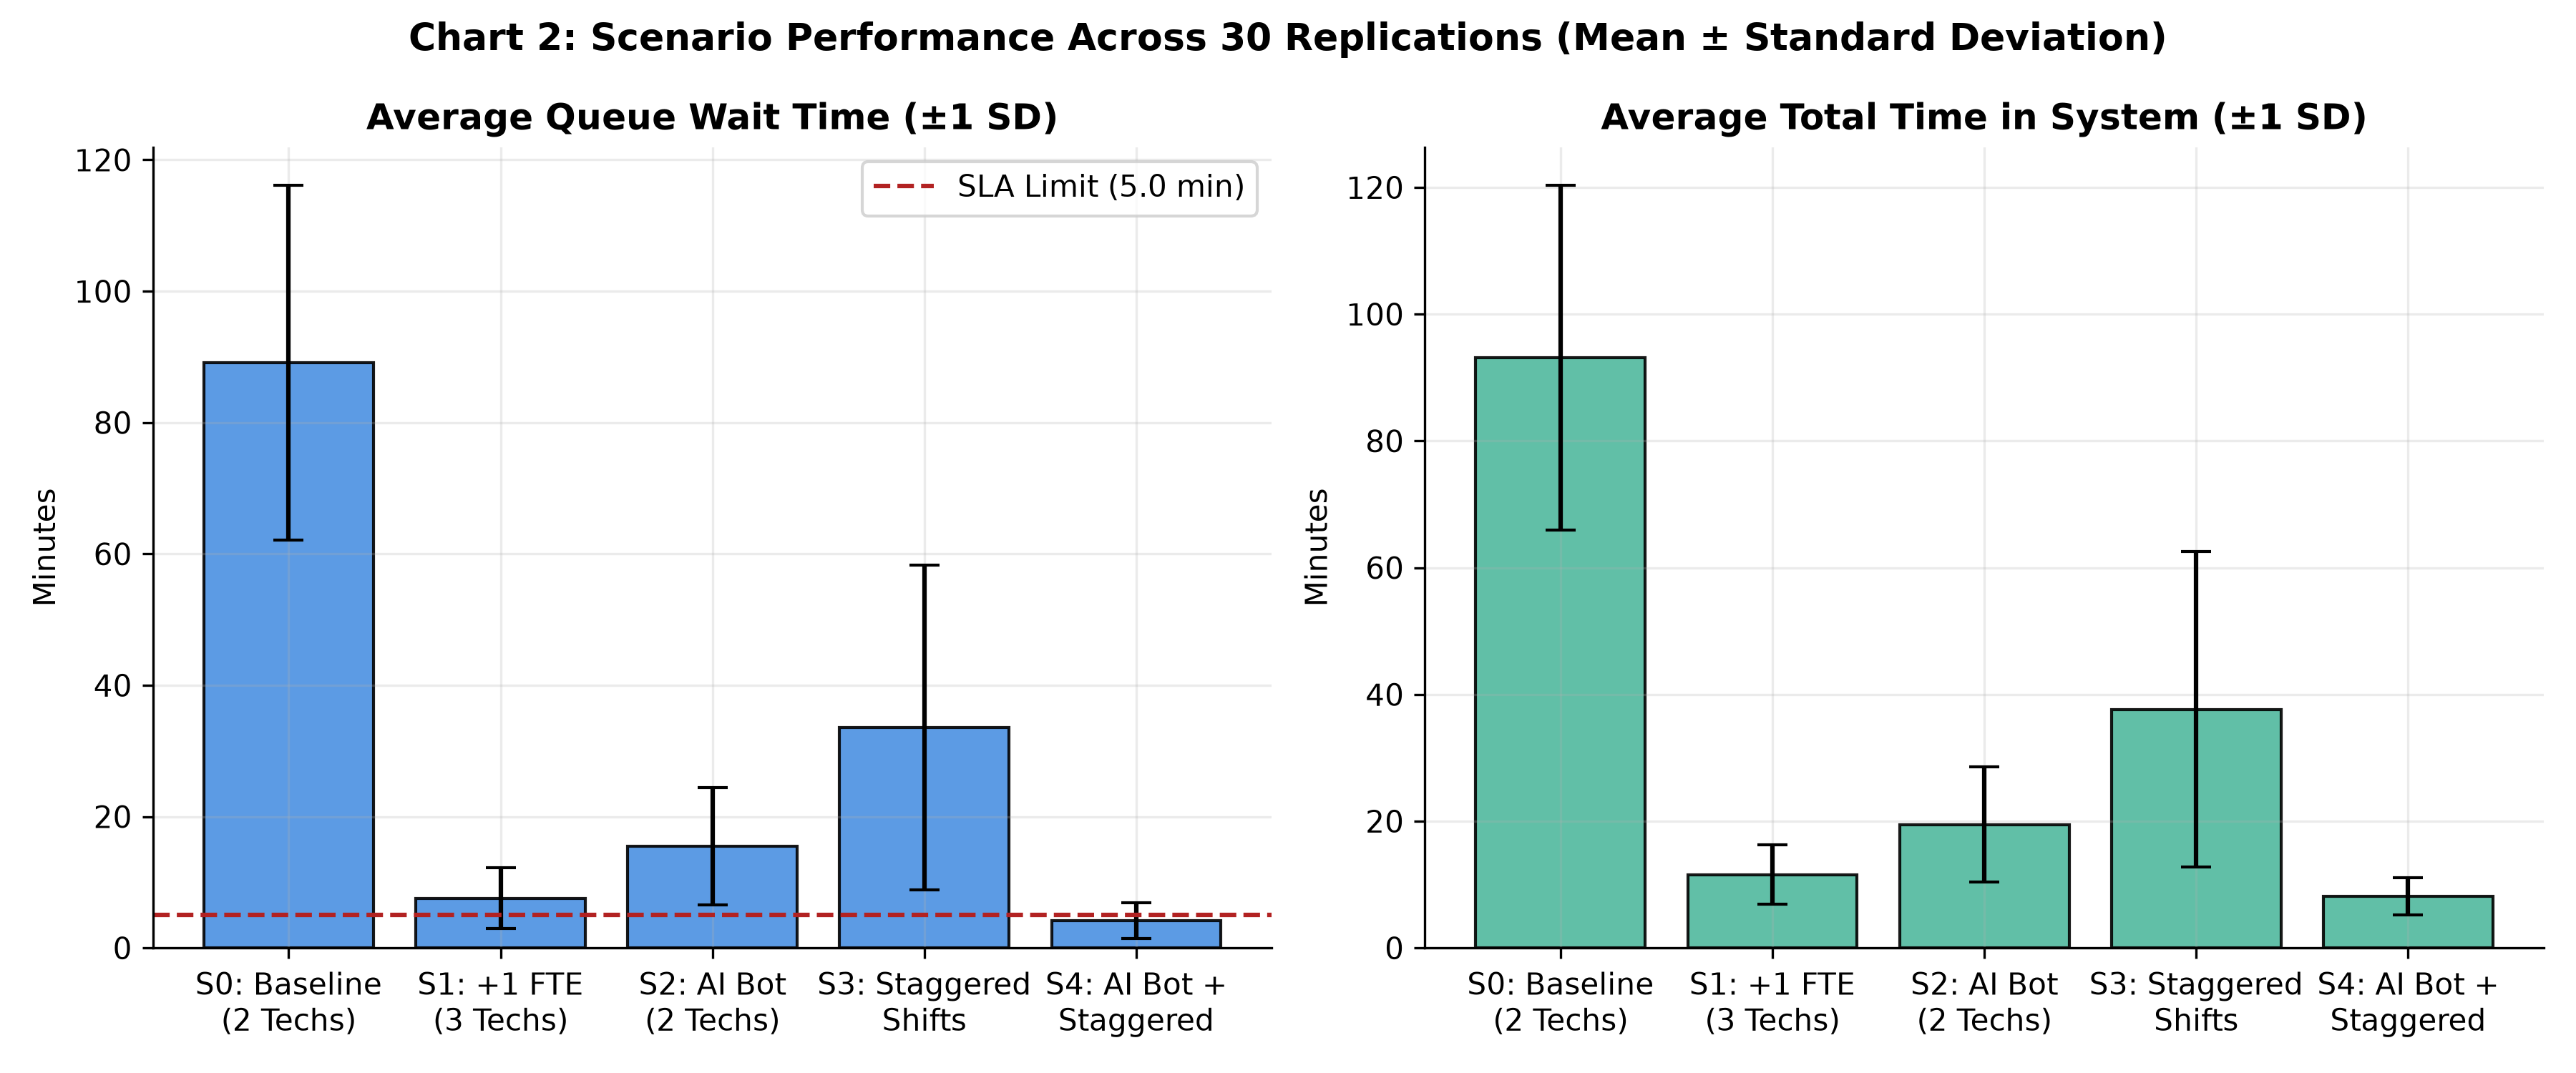 Chart 2: Scenario Performance Across 30 Replications (Mean ± Standard Deviation)
Average Queue Wait Time (±1 SD)
SLA Limit (5.0 min)
Minutes
120
100
80
60
40
20
0
S0: Baseline
(2 Techs)
S1: +1 FTE
(3 Techs)
S2: AI Bot
(2 Techs)
S3: Staggered
Shifts
S4: AI Bot +
Staggered
Average Total Time in System (±1 SD)
Minutes
120
100
80
60
40
20
0
S0: Baseline
(2 Techs)
S1: +1 FTE
(3 Techs)
S2: AI Bot
(2 Techs)
S3: Staggered
Shifts
S4: AI Bot +
Staggered